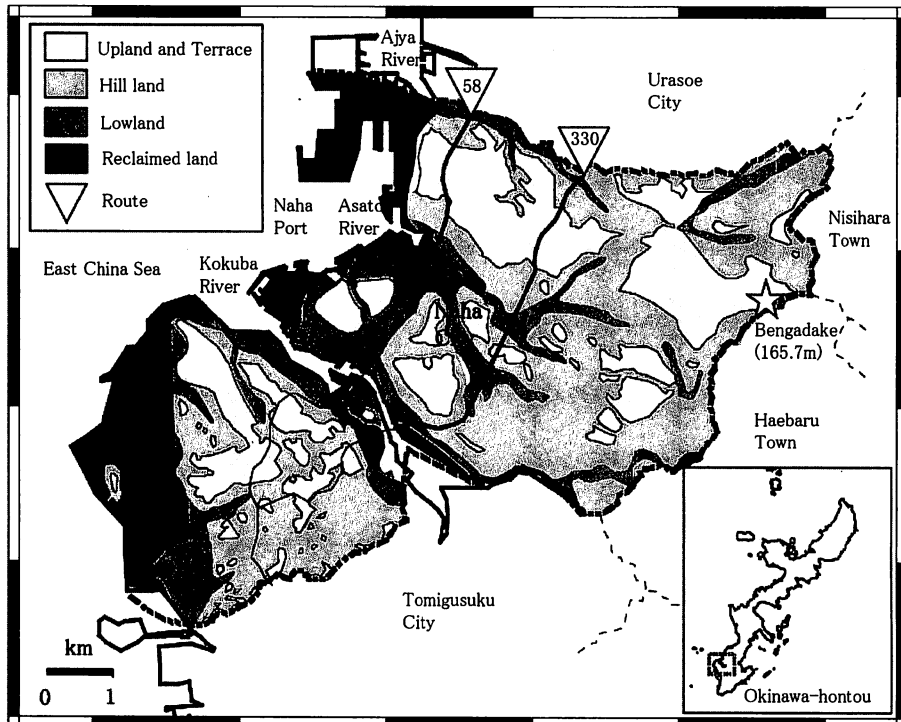 Upland and Terrace
Hill land
Lowland
Reclaimed land
Route
Ajya
River
58
330
Urasoe
City
Naha
Port
Asato
River
Nisihara
Town
East China Sea
Kokuba
River
Naha
Bengadake
(165.7m)
Haebaru
Town
Tomigusuku
City
km
0 1
Okinawa-hontou